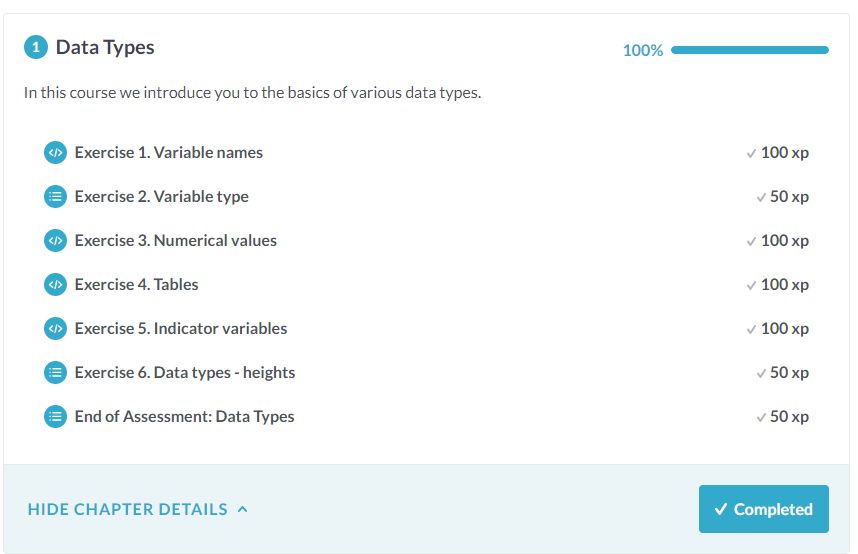 1 Data Types
100%
In this course we introduce you to the basics of various data types.
</> Exercise 1. Variable names
100 xp
Exercise 2. Variable type
50 xp
</> Exercise 3. Numerical values
100 xp
</> Exercise 4. Tables
100 xp
</> Exercise 5. Indicator variables
100 xp
Exercise 6. Data types - heights
50 xp
End of Assessment: Data Types
50 xp
HIDE CHAPTER DETAILS
Completed